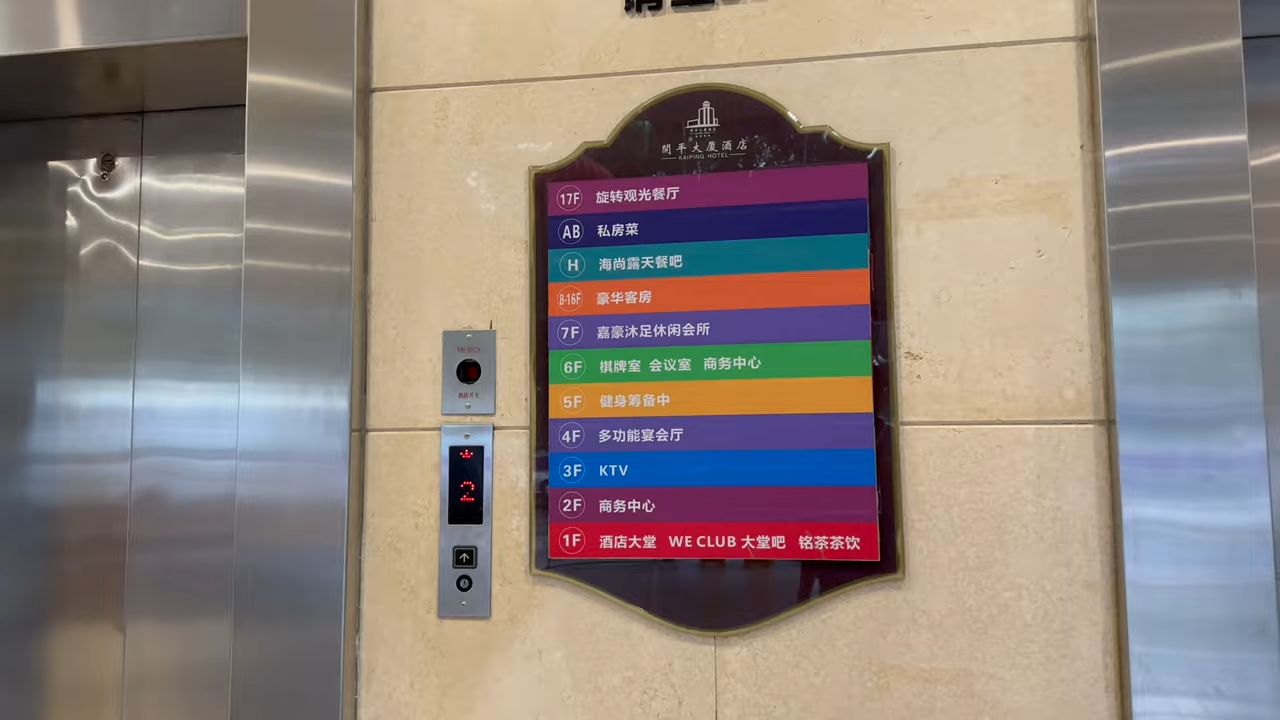 開平大厦酒店
KAIPING HOTEL
17F 旋转观光餐厅
AB 私房菜
H 海尚露天餐吧
8-16F 豪华客房
7F 嘉豪沐足休闲会所
6F 棋牌室 会议室 商务中心
5F 健身筹备中
4F 多功能宴会厅
3F KTV
2F 商务中心
1F 酒店大堂 WE CLUB 大堂吧 铭茶茶饮
2